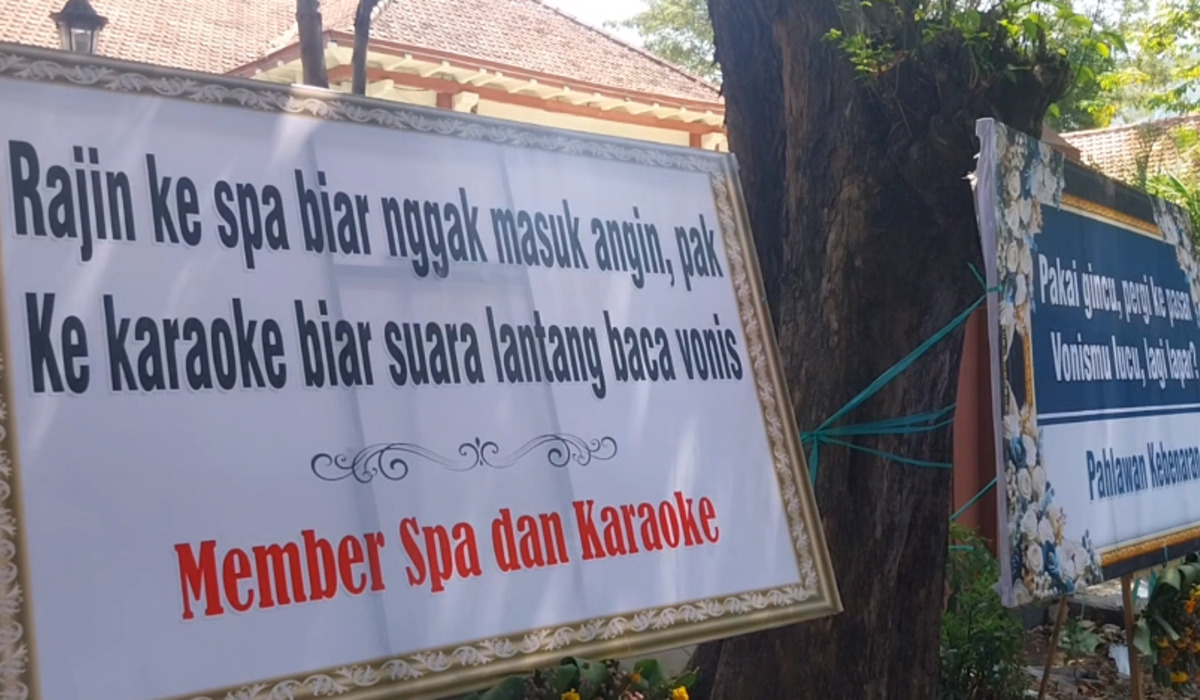 Rajin ke spa biar nggak masuk angin, pak
Ke karaoke biar suara lantang baca vonis
Member Spa dan Karaoke
Pakai gincu, pergi ke pasar
Vonismu lucu, lagi lapar?
Pahlawan Kebenaran